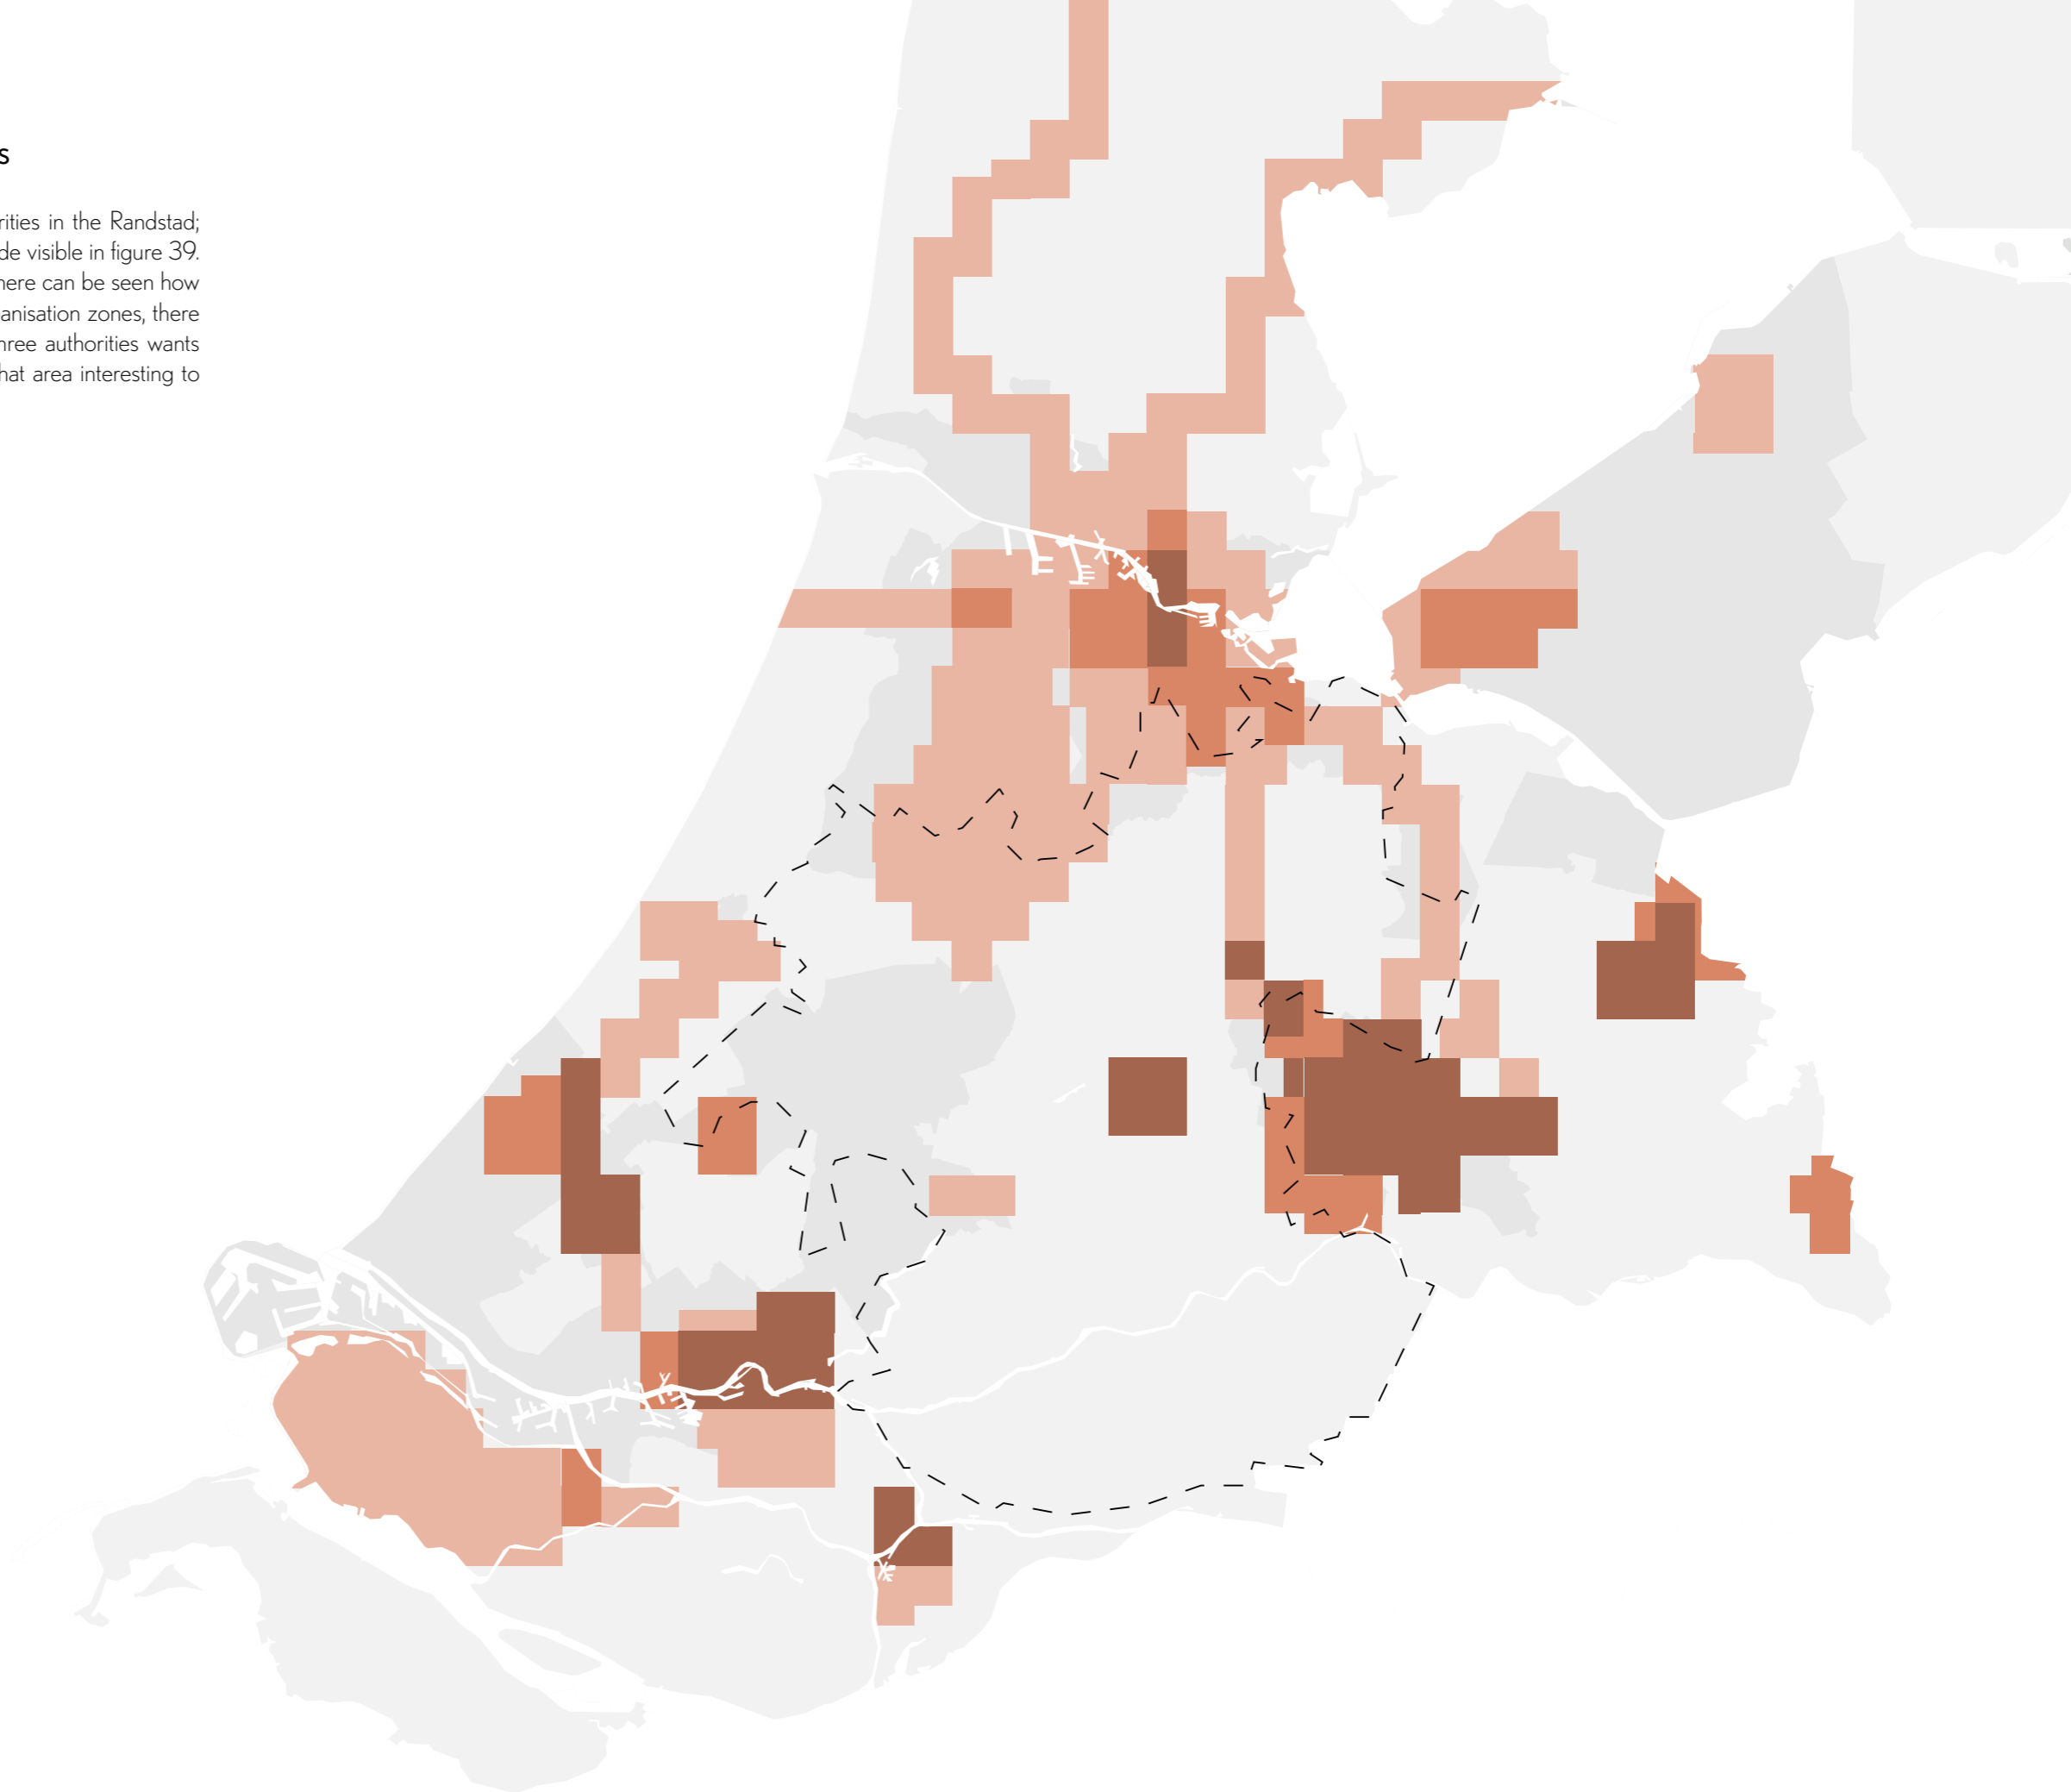 s
rities in the Randstad;
de visible in figure 39.
here can be seen how
anisation zones, there
hree authorities wants
hat area interesting to